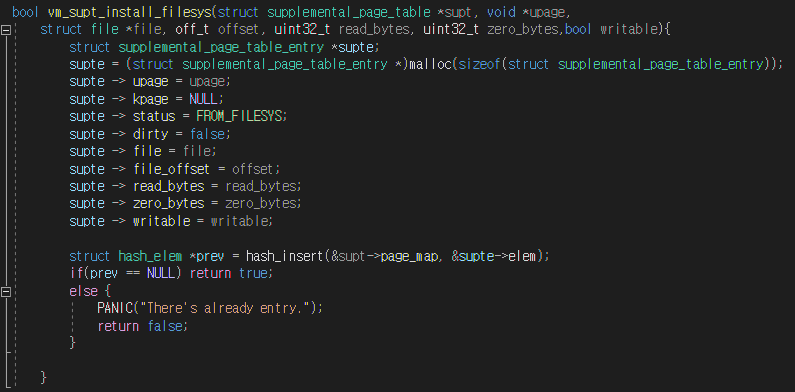 bool vm_supt_install_filesys(struct supplemental_page_table *supt, void *upage,
struct file *file, off_t offset, uint32_t read_bytes, uint32_t zero_bytes,bool writable){
struct supplemental_page_table_entry *supte;
supte = (struct supplemental_page_table_entry *)malloc(sizeof(struct supplemental_page_table_entry));
supte -> upage = upage;
supte -> kpage = NULL;
supte -> status = FROM_FILESYS;
supte -> dirty = false;
supte -> file = file;
supte -> file_offset = offset;
supte -> read_bytes = read_bytes;
supte -> zero_bytes = zero_bytes;
supte -> writable = writable;
struct hash_elem *prev = hash_insert(&supt->page_map, &supte->elem);
if(prev == NULL) return true;
else {
PANIC("There's already entry.");
return false;
}
}